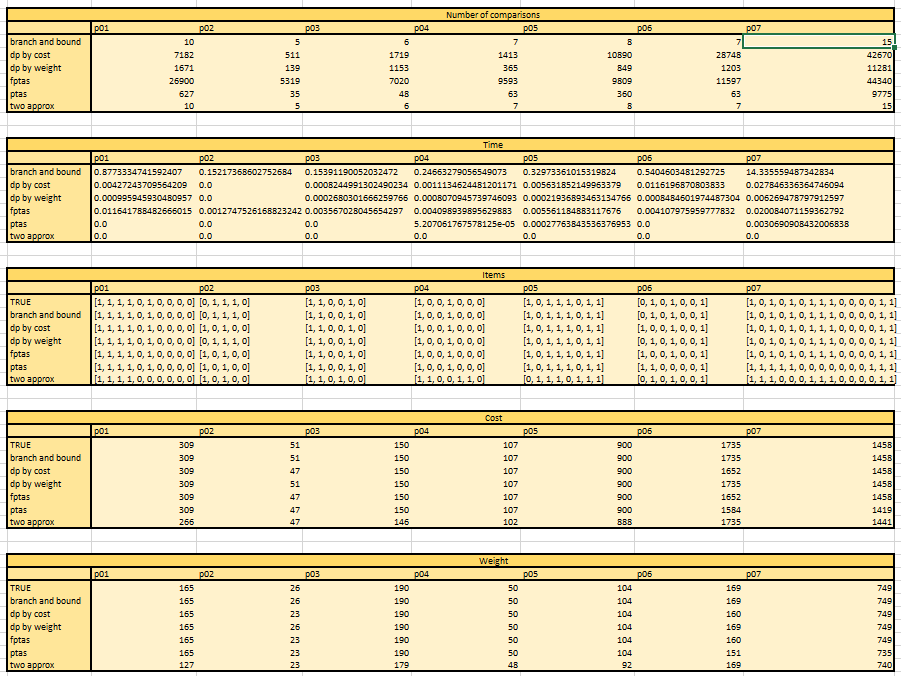 Number of comparisons
p01 p02 p03 p04 p05 p06 p07
branch and bound 10 5 6 7 8 7 15
dp by cost 7182 511 1719 1413 10890 28748 42670
dp by weight 1671 139 1153 365 849 1203 11281
fptas 26900 5319 7020 9593 9809 11597 44340
ptas 627 35 48 63 360 63 9775
two approx 10 5 6 7 8 7 15
Time
p01 p02 p03 p04 p05 p06 p07
branch and bound 0.8773334741592407 0.15217368602752684 0.15391190052032472 0.24663279056549073 0.32973361015319824 0.5404603481292725 14.335559487342834
dp by cost 0.00427243709564209 0.0 0.0008244991302490234 0.0011134624481201171 0.005631852149963379 0.0116196870803833 0.027846336364746094
dp by weight 0.000995945930480957 0.0 0.0002680301666259766 0.0008070945739746093 0.00021936893463134766 0.0008484601974487304 0.006269478797912597
fptas 0.011641788482666015 0.0012747526168823242 0.003567028045654297 0.004098939895629883 0.005561184883117676 0.004107975959777832 0.020084071159362792
ptas 0.0 0.0 0.0 5.207061767578125e-05 0.00027763843536376953 0.0 0.0030690908432006838
two approx 0.0 0.0 0.0 0.0 0.0 0.0 0.0
Items
p01 p02 p03 p04 p05 p06 p07
TRUE [1, 1, 1, 1, 0, 1, 0, 0, 0, 0] [0, 1, 1, 1, 0] [1, 1, 0, 0, 1, 0] [1, 0, 0, 1, 0, 0, 0] [1, 0, 1, 1, 1, 0, 1, 1] [0, 1, 0, 1, 0, 0, 1] [1, 0, 1, 0, 1, 0, 1, 1, 1, 0, 0, 0, 0, 1, 1]
branch and bound [1, 1, 1, 1, 0, 1, 0, 0, 0, 0] [0, 1, 1, 1, 0] [1, 1, 0, 0, 1, 0] [1, 0, 0, 1, 0, 0, 0] [1, 0, 1, 1, 1, 0, 1, 1] [0, 1, 0, 1, 0, 0, 1] [1, 0, 1, 0, 1, 0, 1, 1, 1, 0, 0, 0, 0, 1, 1]
dp by cost [1, 1, 1, 1, 0, 1, 0, 0, 0, 0] [1, 0, 1, 0, 0] [1, 1, 0, 0, 1, 0] [1, 0, 0, 1, 0, 0, 0] [1, 0, 1, 1, 1, 0, 1, 1] [1, 0, 0, 1, 0, 0, 1] [1, 0, 1, 0, 1, 0, 1, 1, 1, 0, 0, 0, 0, 1, 1]
dp by weight [1, 1, 1, 1, 0, 1, 0, 0, 0, 0] [0, 1, 1, 1, 0] [1, 1, 0, 0, 1, 0] [1, 0, 0, 1, 0, 0, 0] [1, 0, 1, 1, 1, 0, 1, 1] [0, 1, 0, 1, 0, 0, 1] [1, 0, 1, 0, 1, 0, 1, 1, 1, 0, 0, 0, 0, 1, 1]
fptas [1, 1, 1, 1, 0, 1, 0, 0, 0, 0] [1, 0, 1, 0, 0] [1, 1, 0, 0, 1, 0] [1, 0, 0, 1, 0, 0, 0] [1, 0, 1, 1, 1, 0, 1, 1] [1, 0, 0, 1, 0, 0, 1] [1, 0, 1, 0, 1, 0, 1, 1, 1, 0, 0, 0, 0, 1, 1]
ptas [1, 1, 1, 1, 0, 1, 0, 0, 0, 0] [1, 0, 1, 0, 0] [1, 1, 0, 0, 1, 0] [1, 0, 0, 1, 0, 0, 0] [1, 0, 1, 1, 1, 0, 1, 1] [1, 1, 0, 0, 0, 0, 1] [1, 1, 1, 1, 1, 0, 0, 0, 0, 0, 0, 0, 1, 1, 1]
two approx [1, 1, 1, 1, 0, 0, 0, 0, 0, 0] [1, 0, 1, 0, 0] [1, 1, 0, 1, 0, 0] [1, 1, 0, 0, 1, 1, 0] [0, 1, 1, 1, 0, 1, 1, 1] [0, 1, 0, 1, 0, 0, 1] [1, 1, 1, 0, 0, 0, 1, 1, 1, 0, 0, 0, 0, 1, 1]
Cost
p01 p02 p03 p04 p05 p06 p07
TRUE 309 51 150 107 900 1735 1458
branch and bound 309 51 150 107 900 1735 1458
dp by cost 309 47 150 107 900 1652 1458
dp by weight 309 51 150 107 900 1735 1458
fptas 309 47 150 107 900 1652 1458
ptas 309 47 150 107 900 1584 1419
two approx 266 47 146 102 888 1735 1441
Weight
p01 p02 p03 p04 p05 p06 p07
TRUE 165 26 190 50 104 169 749
branch and bound 165 26 190 50 104 169 749
dp by cost 165 23 190 50 104 160 749
dp by weight 165 26 190 50 104 169 749
fptas 165 23 190 50 104 160 749
ptas 165 23 190 50 104 151 735
two approx 127 23 179 48 92 169 740